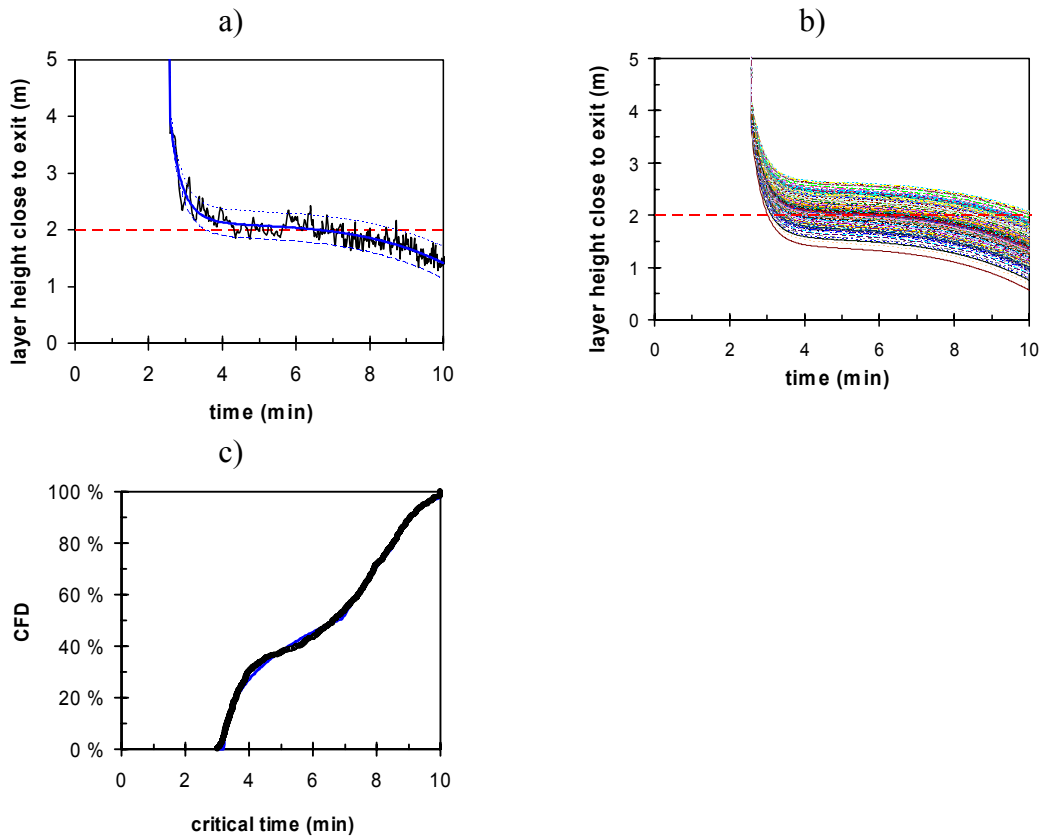 a)
layer height close to exit (m)
5
4
3
2
1
0
0 2 4 6 8 10
time (min)
b)
layer height close to exit (m)
5
4
3
2
1
0
0 2 4 6 8 10
time (min)
c)
CFD
100 %
80 %
60 %
40 %
20 %
0 %
0 2 4 6 8 10
critical time (min)